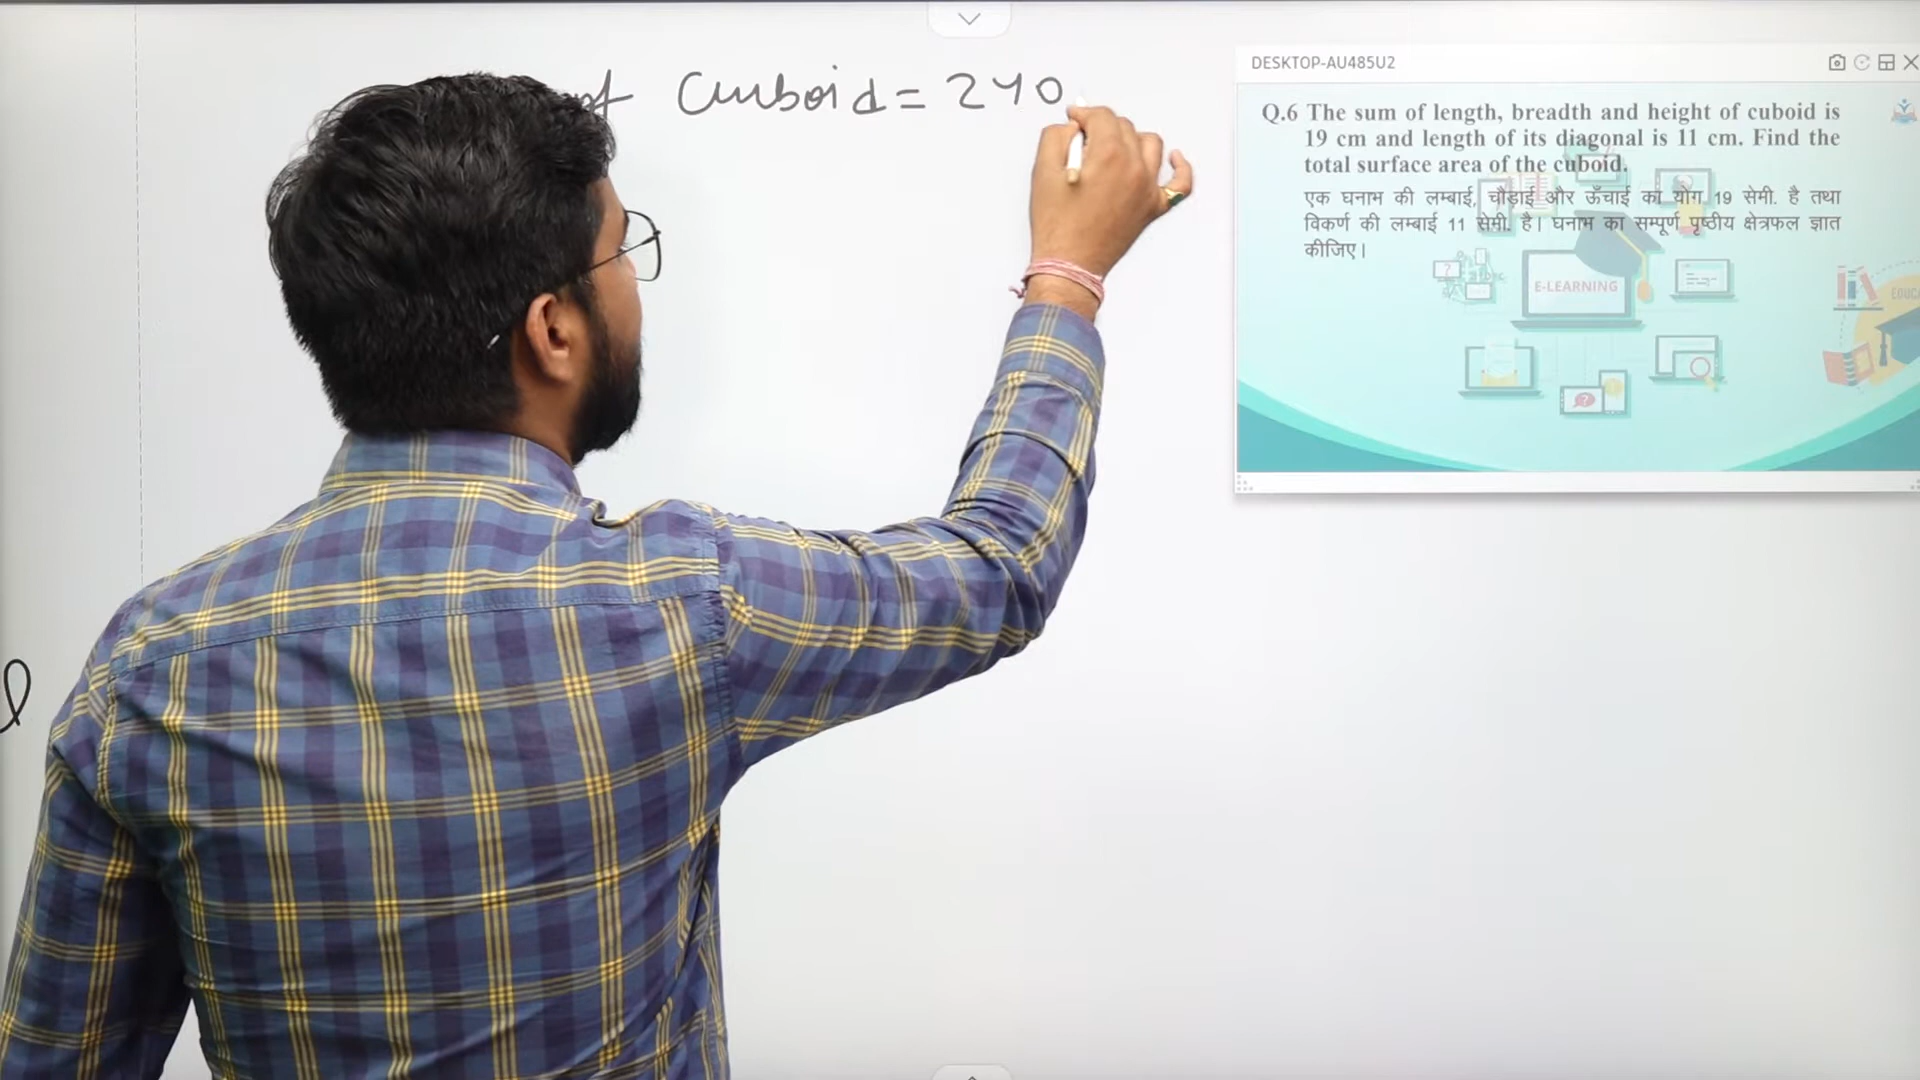 of Cuboid = 240
DESKTOP-AU485U2
Q.6 The sum of length, breadth and height of cuboid is
19 cm and length of its diagonal is 11 cm. Find the
total surface area of the cuboid.
एक घनाभ की लम्बाई, चौड़ाई और ऊँचाई का योग 19 सेमी. है तथा
विकर्ण की लम्बाई 11 सेमी. है। घनाभ का सम्पूर्ण पृष्ठीय क्षेत्रफल ज्ञात
कीजिए।
E-LEARNING
EDUC
l